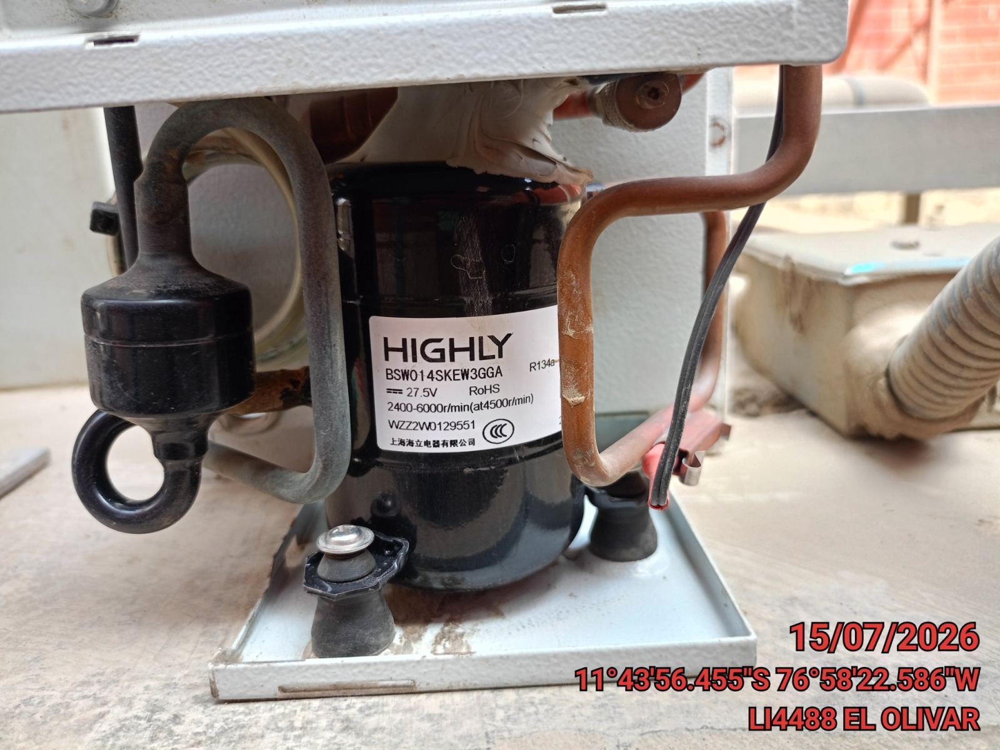 HIGHLY
BSW014SKEW3GGA R134a
27.5V RoHS
2400-6000r/min(at4500r/min)
WZZ2W0129551
CCC
上海海立电器有限公司
15/07/2026
11°43'56.455"S 76°58'22.586"W
LI4488 EL OLIVAR